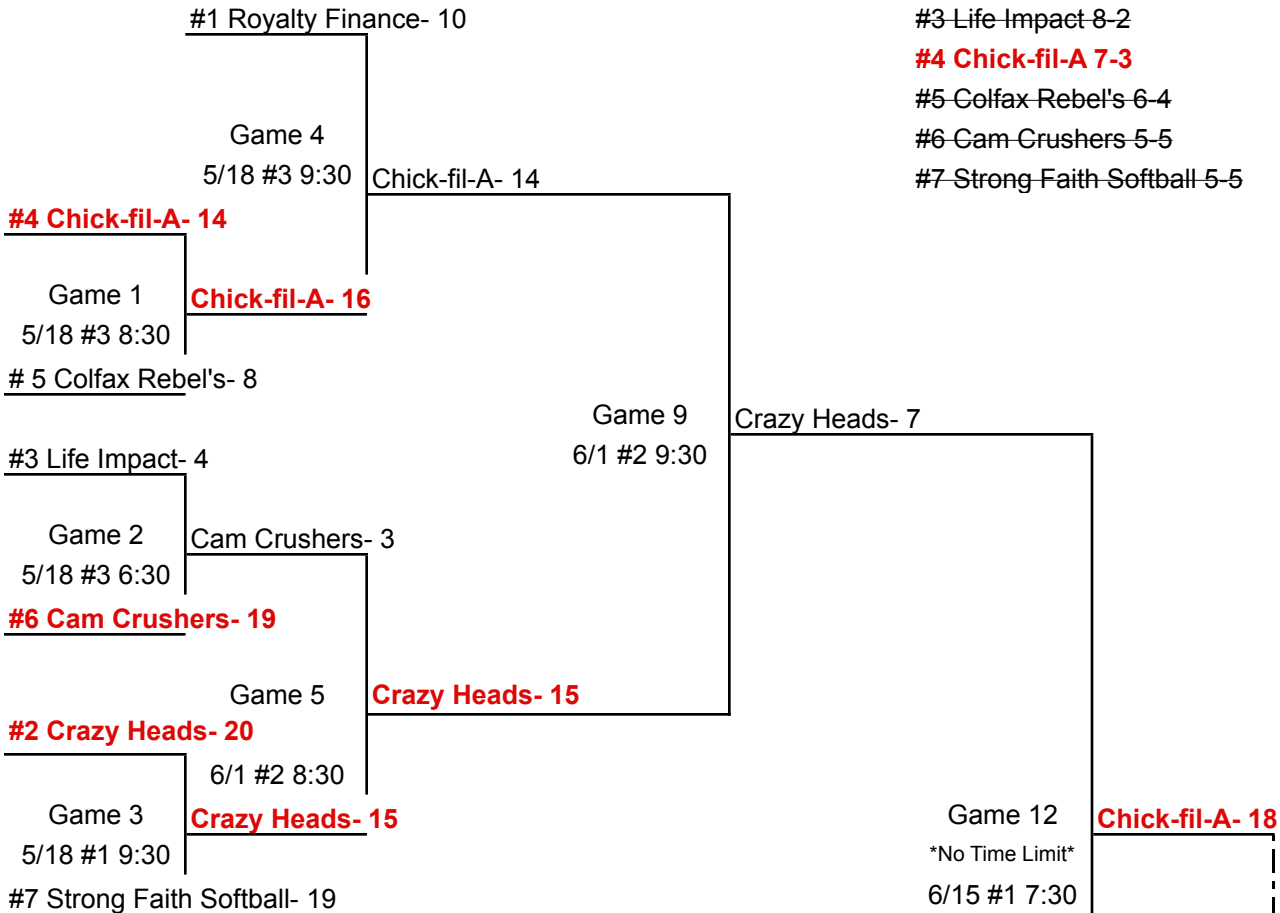 #1 Royalty Finance- 10
#3 Life Impact 8-2
#4 Chick-fil-A 7-3
#5 Colfax Rebel's 6-4
#6 Cam Crushers 5-5
#7 Strong Faith Softball 5-5
Game 4
5/18 #3 9:30
Chick-fil-A- 14
#4 Chick-fil-A- 14
Game 1
5/18 #3 8:30
Chick-fil-A- 16
# 5 Colfax Rebel's- 8
Game 9
6/1 #2 9:30
Crazy Heads- 7
#3 Life Impact- 4
Game 2
5/18 #3 6:30
Cam Crushers- 3
#6 Cam Crushers- 19
Game 5
6/1 #2 8:30
Crazy Heads- 15
#2 Crazy Heads- 20
Game 3
5/18 #1 9:30
Crazy Heads- 15
#7 Strong Faith Softball- 19
Game 12
*No Time Limit*
6/15 #1 7:30
Chick-fil-A- 18